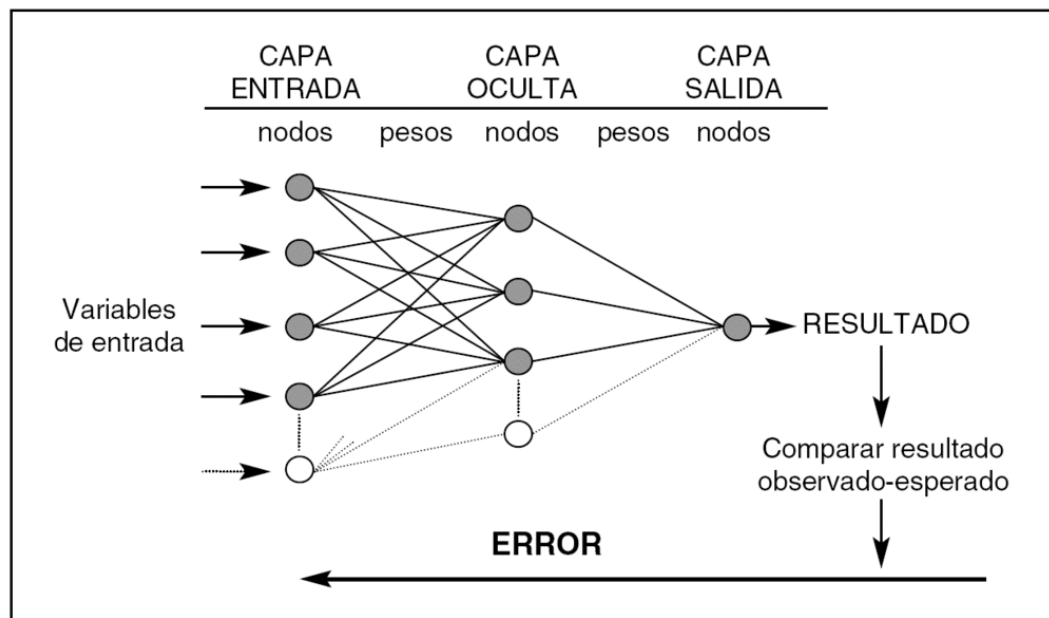 CAPA CAPA CAPA
ENTRADA OCULTA SALIDA
nodos pesos nodos pesos nodos
Variables
de entrada
RESULTADO
Comparar resultado
observado-esperado
ERROR